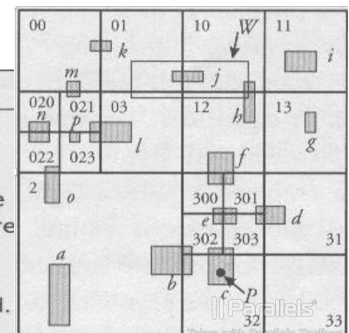 00 01 10 11
W
k
i
m j
020 021 03 12 13
n p h
l g
022 023 f
2 300 301
o e d
302 303 31
a b
c P
|| Parallels®
32 33